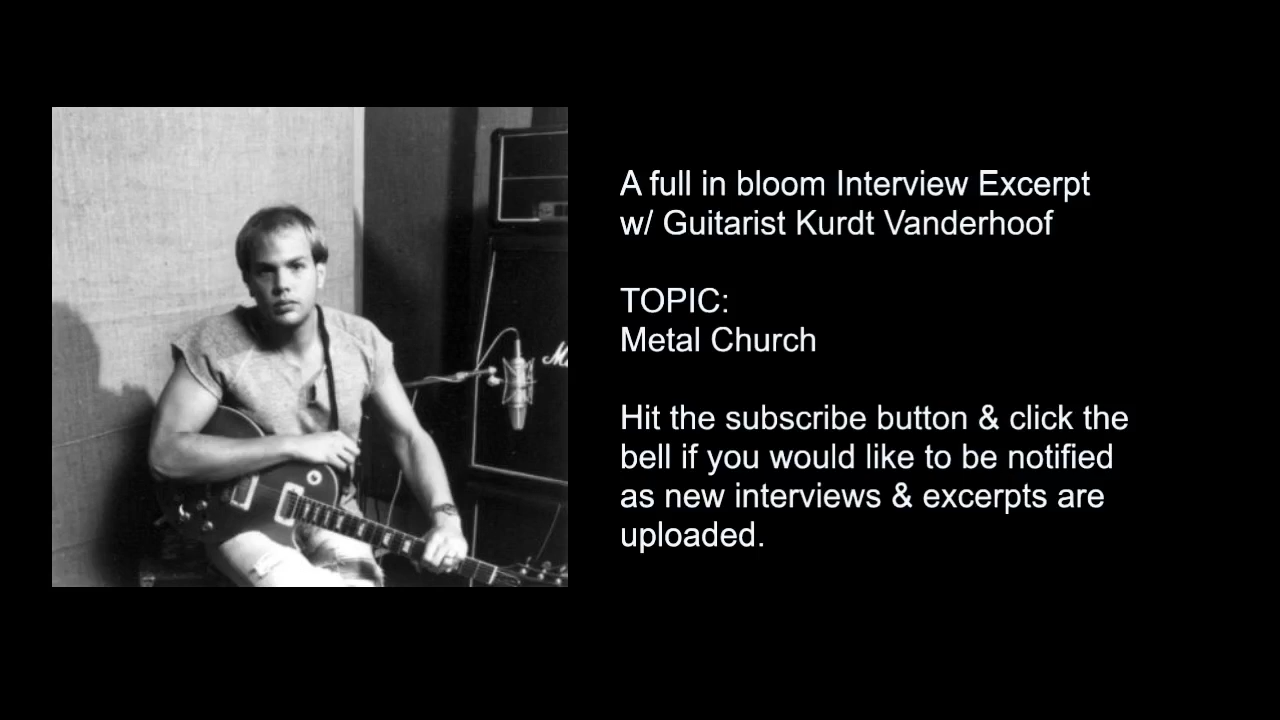 A full in bloom Interview Excerpt
w/ Guitarist Kurdt Vanderhoof
TOPIC:
Metal Church
Hit the subscribe button & click the
bell if you would like to be notified
as new interviews & excerpts are
uploaded.